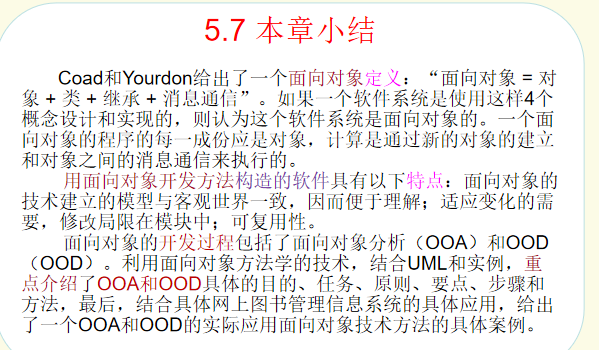 5.7 本章小结
Coad和Yourdon给出了一个面向对象定义：“面向对象 = 对
象 + 类 + 继承 + 消息通信”。如果一个软件系统是使用这样4个
概念设计和实现的，则认为这个软件系统是面向对象的。一个面
向对象的程序的每一成份应是对象，计算是通过新的对象的建立
和对象之间的消息通信来执行的。
用面向对象开发方法构造的软件具有以下特点：面向对象的
技术建立的模型与客观世界一致，因而便于理解；适应变化的需
要，修改局限在模块中；可复用性。
面向对象的开发过程包括了面向对象分析（OOA）和OOD
（OOD）。利用面向对象方法学的技术，结合UML和实例，重
点介绍了OOA和OOD具体的目的、任务、原则、要点、步骤和
方法，最后，结合具体网上图书管理信息系统的具体应用，给出
了一个OOA和OOD的实际应用面向对象技术方法的具体案例。